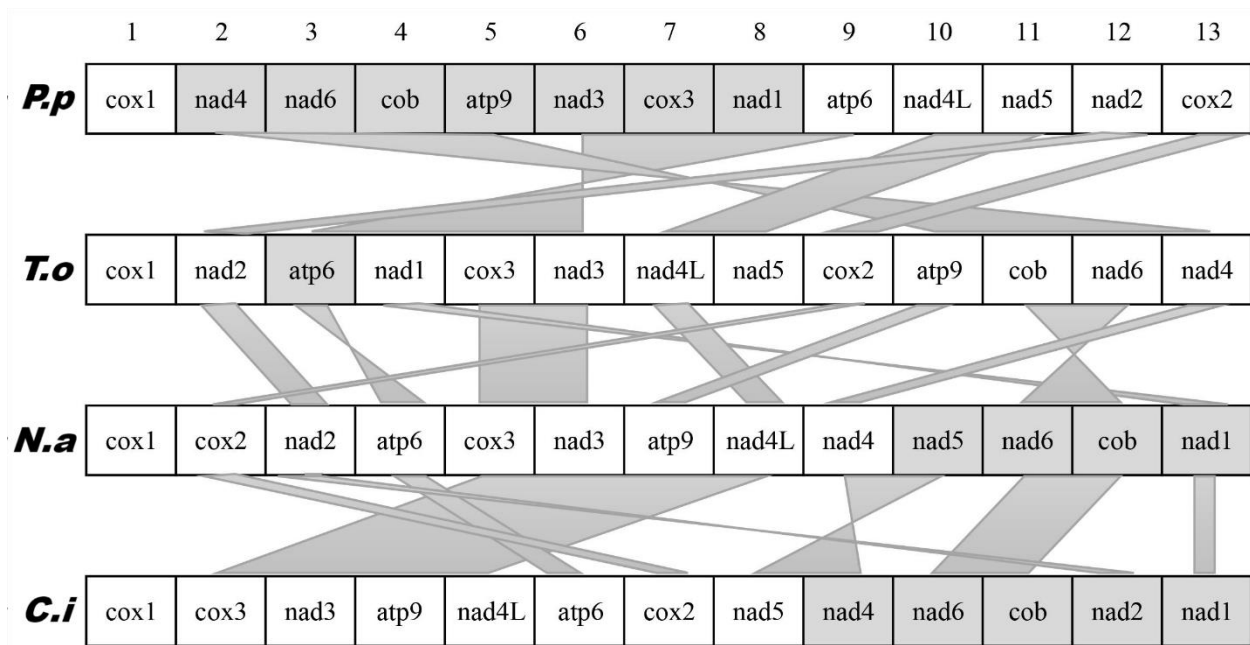 1 2 3 4 5 6 7 8 9 10 11 12 13
P.p cox1 nad4 nad6 cob atp9 nad3 cox3 nad1 atp6 nad4L nad5 nad2 cox2
T.o cox1 nad2 atp6 nad1 cox3 nad3 nad4L nad5 cox2 atp9 cob nad6 nad4
N.a cox1 cox2 nad2 atp6 cox3 nad3 atp9 nad4L nad4 nad5 nad6 cob nad1
C.i cox1 cox3 nad3 atp9 nad4L atp6 cox2 nad5 nad4 nad6 cob nad2 nad1